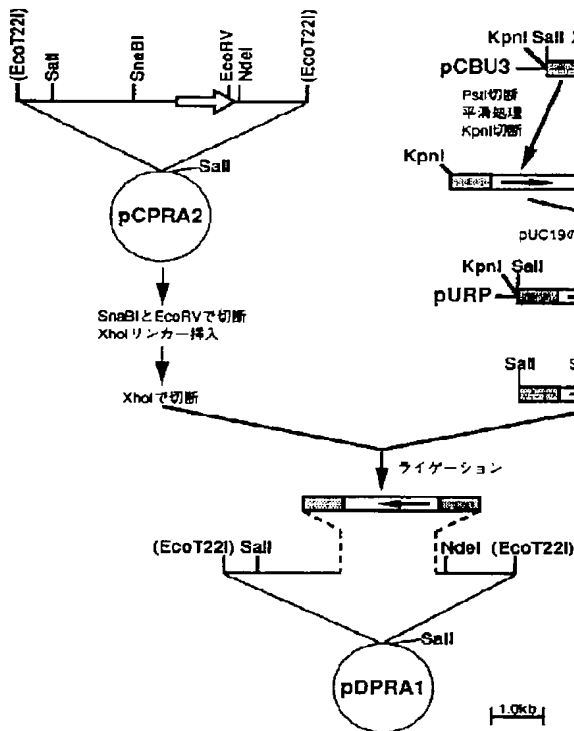 (EcoT22I)
SalI
SnaBI
EcoRV
NdeI
(EcoT22I)
SalI
pCPRA2
SnaBIとEcoRVで切断
XhoIリンカー挿入
XhoIで切断
KpnI SalI
pCBU3
PstI切断
平滑処理
KpnI切断
KpnI
pUC19の
KpnI SalI
pURP
SalI
ライゲーション
(EcoT22I) SalI
NdeI (EcoT22I)
SalI
pDPRA1
1.0kb